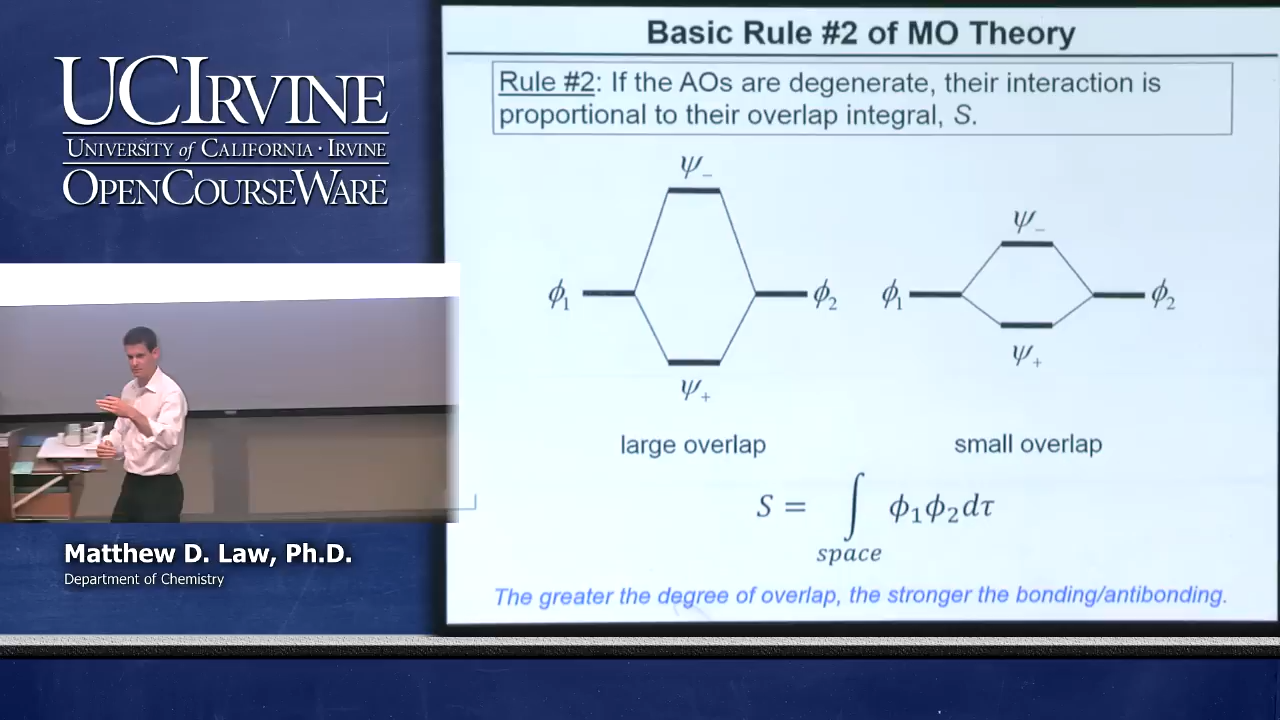 UCIRVINE
UNIVERSITY of CALIFORNIA · IRVINE
OPENCOURSEWARE
Matthew D. Law, Ph.D.
Department of Chemistry
Basic Rule #2 of MO Theory
Rule #2: If the AOs are degenerate, their interaction is
proportional to their overlap integral, S.
ψ₋
ϕ₁
ϕ₂
ψ₊
large overlap
ψ₋
ϕ₁
ϕ₂
ψ₊
small overlap
S = ∫ ϕ₁ϕ₂dτ
space
The greater the degree of overlap, the stronger the bonding/antibonding.